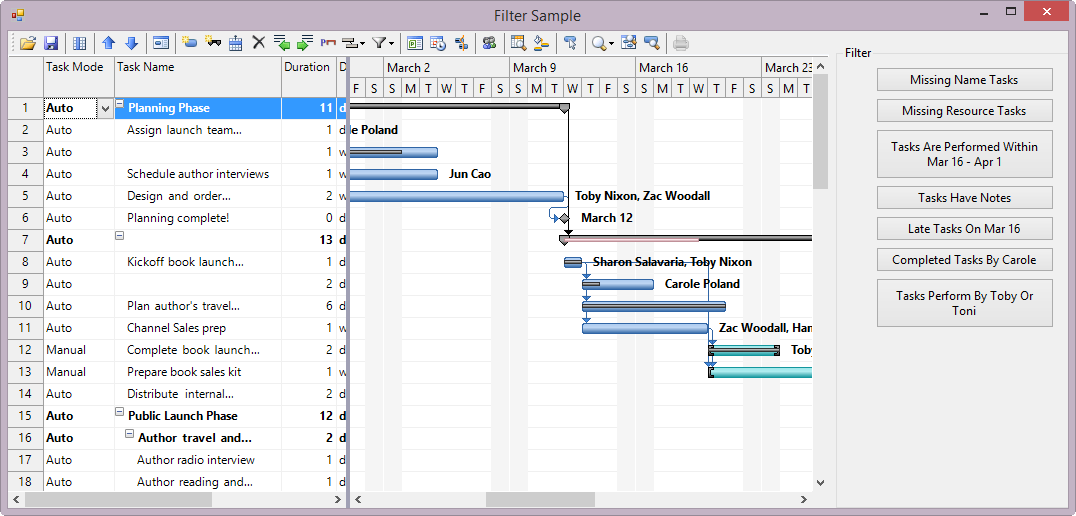 Filter Sample
Task Mode Task Name Duration D
March 2 March 9 March 16 March 23
F S S M T W T F S S M T W T F S S M T W T F S S M T
Filter
1 Auto Planning Phase 11 d
2 Auto Assign launch team... 1 d le Poland
3 Auto 1 w
4 Auto Schedule author interviews 1 w Jun Cao
5 Auto Design and order... 2 w Toby Nixon, Zac Woodall
6 Auto Planning complete! 0 d March 12
7 Auto 13 d
8 Auto Kickoff book launch... 1 d Sharon Salavaria, Toby Nixon
9 Auto 2 d Carole Poland
10 Auto Plan author's travel... 6 d
11 Auto Channel Sales prep 1 w Zac Woodall, Han
12 Manual Complete book launch... 2 d Toby
13 Manual Prepare book sales kit 1 w
14 Auto Distribute internal... 2 d
15 Auto Public Launch Phase 12 d
16 Auto Author travel and... 2 d
17 Auto Author radio interview 1 d
18 Auto Author reading and... 1 d
Missing Name Tasks
Missing Resource Tasks
Tasks Are Performed Within
Mar 16 - Apr 1
Tasks Have Notes
Late Tasks On Mar 16
Completed Tasks By Carole
Tasks Perform By Toby Or
Toni